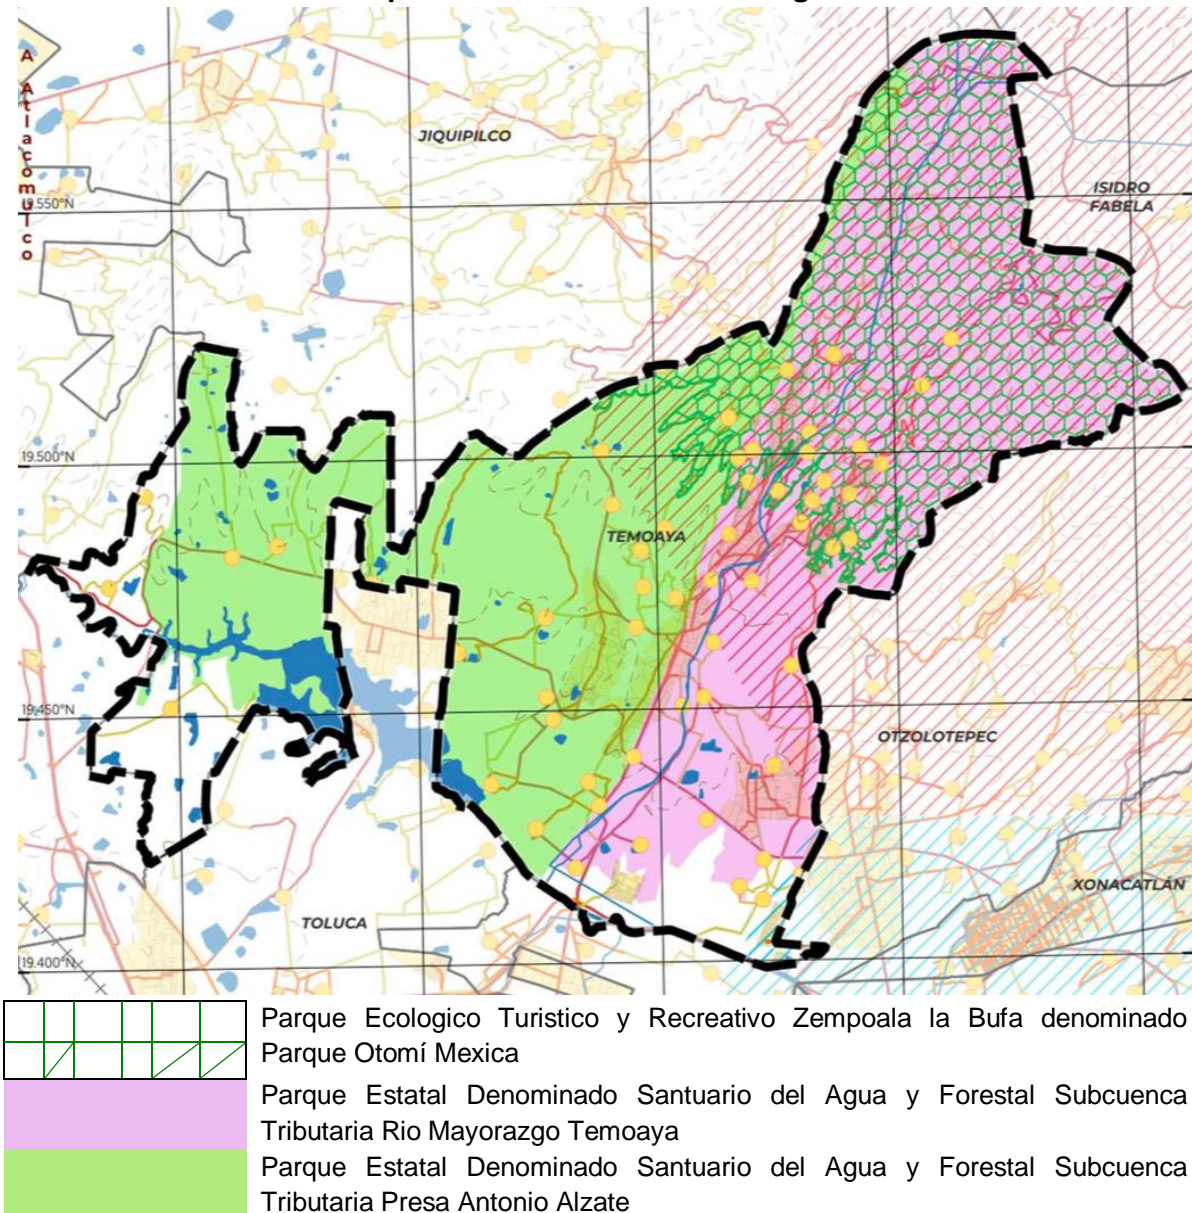 A Atlacomulco
JIQUIPILCO
ISIDRO
FABELA
19.550°N
19.500°N
TEMOAYA
19.450°N
OTZOLOTEPEC
XONACATLÁN
TOLUCA
19.400°N
Parque Ecologico Turistico y Recreativo Zempoala la Bufa denominado
Parque Otomí Mexica
Parque Estatal Denominado Santuario del Agua y Forestal Subcuenca
Tributaria Rio Mayorazgo Temoaya
Parque Estatal Denominado Santuario del Agua y Forestal Subcuenca
Tributaria Presa Antonio Alzate